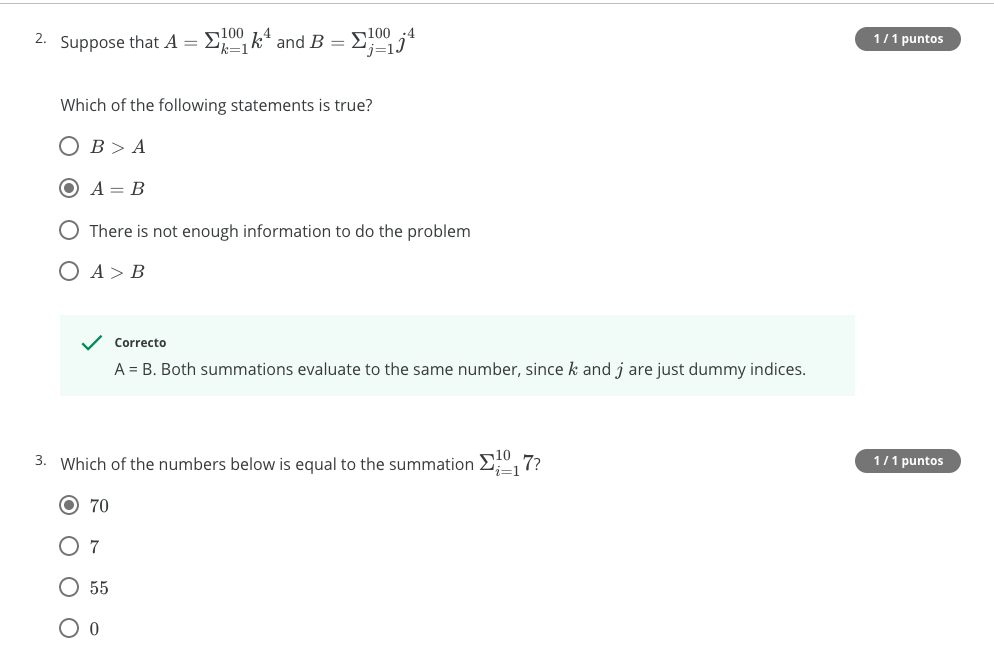 2. Suppose that $A = \Sigma_{k=1}^{100} k^4$ and $B = \Sigma_{j=1}^{100} j^4$
1 / 1 puntos
Which of the following statements is true?
B > A
A = B
There is not enough information to do the problem
A > B
Correcto
A = B. Both summations evaluate to the same number, since k and j are just dummy indices.
3. Which of the numbers below is equal to the summation $\Sigma_{i=1}^{10} 7$?
1 / 1 puntos
70
7
55
0